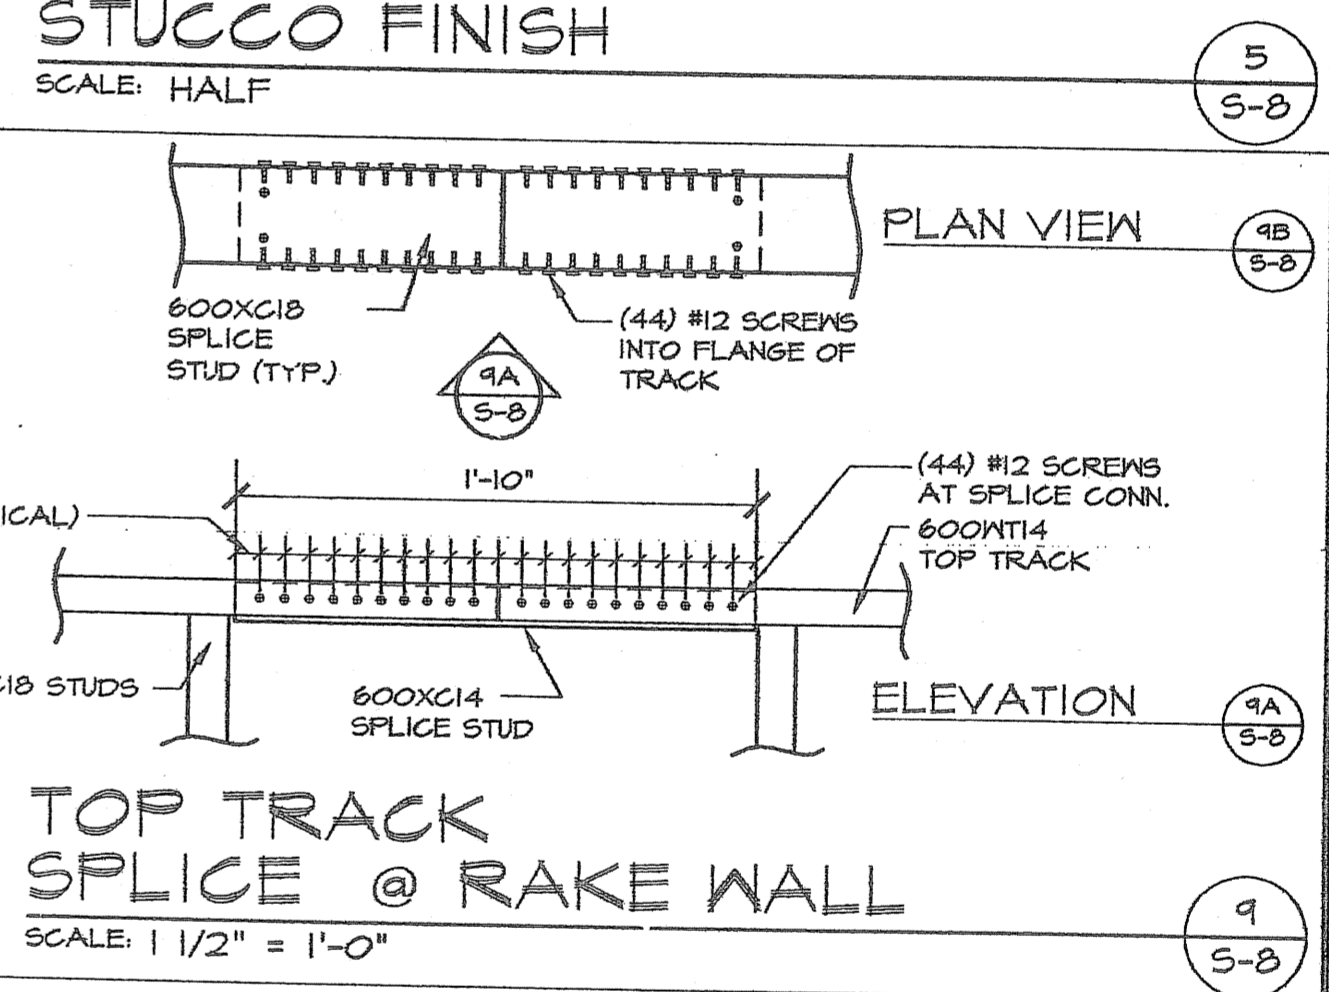 STUCCO FINISH
SCALE: HALF
5
S-8
PLAN VIEW
9B
S-8
600XC18
SPLICE
STUD (TYP.)
(44) #12 SCREWS
INTO FLANGE OF
TRACK
9A
S-8
1'-10"
(44) #12 SCREWS
AT SPLICE CONN.
600WT14
TOP TRACK
ICAL)
C18 STUDS
600XC14
SPLICE STUD
ELEVATION
9A
S-8
TOP TRACK
SPLICE @ RAKE WALL
SCALE: 1 1/2" = 1'-0"
9
S-8